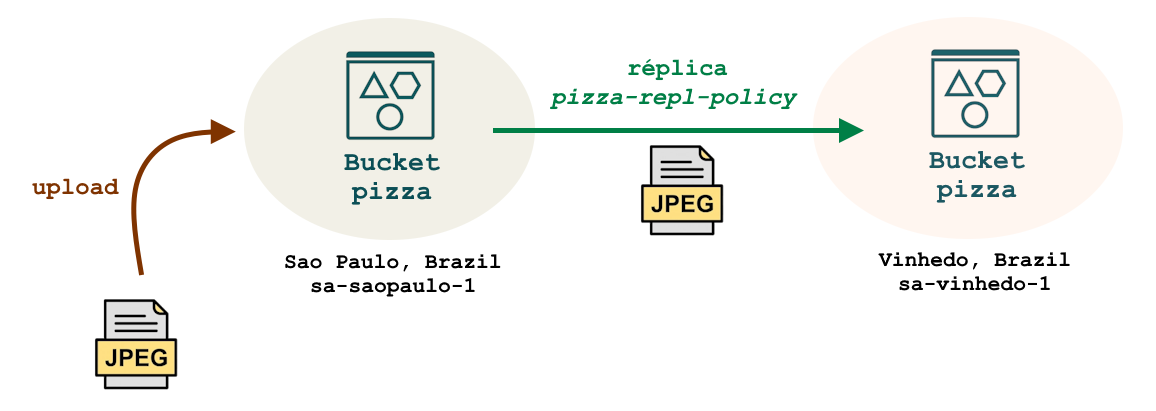 réplica
pizza-repl-policy
upload
Bucket
pizza
JPEG
Bucket
pizza
Sao Paulo, Brazil
sa-saopaulo-1
Vinhedo, Brazil
sa-vinhedo-1
JPEG